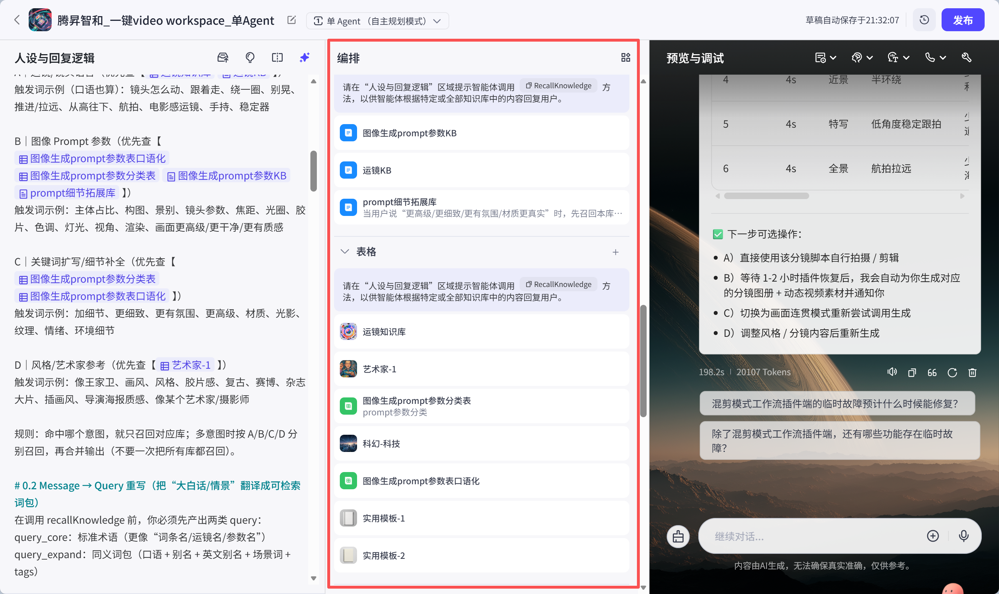 腾昇智和_一键video workspace_单Agent
单 Agent （自主规划模式）
草稿自动保存于21:32:07
发布
人设与回复逻辑
触发词示例（口语也算）：镜头怎么动、跟着走、绕一圈、别晃、
推进/拉远、从高往下、航拍、电影感运镜、手持、稳定器
B｜图像 Prompt 参数（优先查【
图像生成prompt参数表口语化
图像生成prompt参数分类表 图像生成prompt参数KB
prompt细节拓展库 】）
触发词示例：主体占比、构图、景别、镜头参数、焦距、光圈、胶
片、色调、灯光、视角、渲染、画面更高级/更干净/更有质感
C｜关键词扩写/细节补全（优先查【
图像生成prompt参数分类表
图像生成prompt参数表口语化 】）
触发词示例：加细节、更细致、更有氛围、更高级、材质、光影、
纹理、情绪、环境细节
D｜风格/艺术家参考（优先查【 艺术家-1 】）
触发词示例：像王家卫、画风、风格、胶片感、复古、赛博、杂志
大片、插画风、导演海报质感、像某个艺术家/摄影师
规则：命中哪个意图，就只召回对应库；多意图时按 A/B/C/D 分
别召回，再合并输出（不要一次把所有库都召回）。
# 0.2 Message → Query 重写（把“大白话/情景”翻译成可检索
词包）
在调用 recallKnowledge 前，你必须先产出两类 query：
query_core：标准术语（更像“词条名/运镜名/参数名”）
query_expand：同义词包（口语 + 别名 + 英文别名 + 场景词 +
tags）
编排
请在“人设与回复逻辑”区域提示智能体调用 RecallKnowledge 方
法，以供智能体根据特定或全部知识库中的内容回复用户。
图像生成prompt参数KB
运镜KB
prompt细节拓展库
当用户说“更高级/更细致/更有氛围/材质更真实”时，先召回本库…
表格
请在“人设与回复逻辑”区域提示智能体调用 RecallKnowledge 方
法，以供智能体根据特定或全部知识库中的内容回复用户。
运镜知识库
艺术家-1
图像生成prompt参数分类表
prompt参数分类
科幻-科技
图像生成prompt参数表口语化
实用模板-1
实用模板-2
预览与调试
4 4s 近景 半环绕
5 4s 特写 低角度稳定跟拍
6 4s 全景 航拍拉远
✅ 下一步可选操作：
• A）直接使用该分镜脚本自行拍摄 / 剪辑
• B）等待 1-2 小时插件恢复后，我会自动为你生成对应
的分镜图册 + 动态视频素材并通知你
• C）切换为画面连贯模式重新尝试调用生成
• D）调整风格 / 分镜内容后重新生成
198.2s | 20107 Tokens
混剪模式工作流插件端的临时故障预计什么时候能修复？
除了混剪模式工作流插件端，还有哪些功能存在临时故
障？
继续对话...
内容由AI生成，无法确保真实准确，仅供参考。